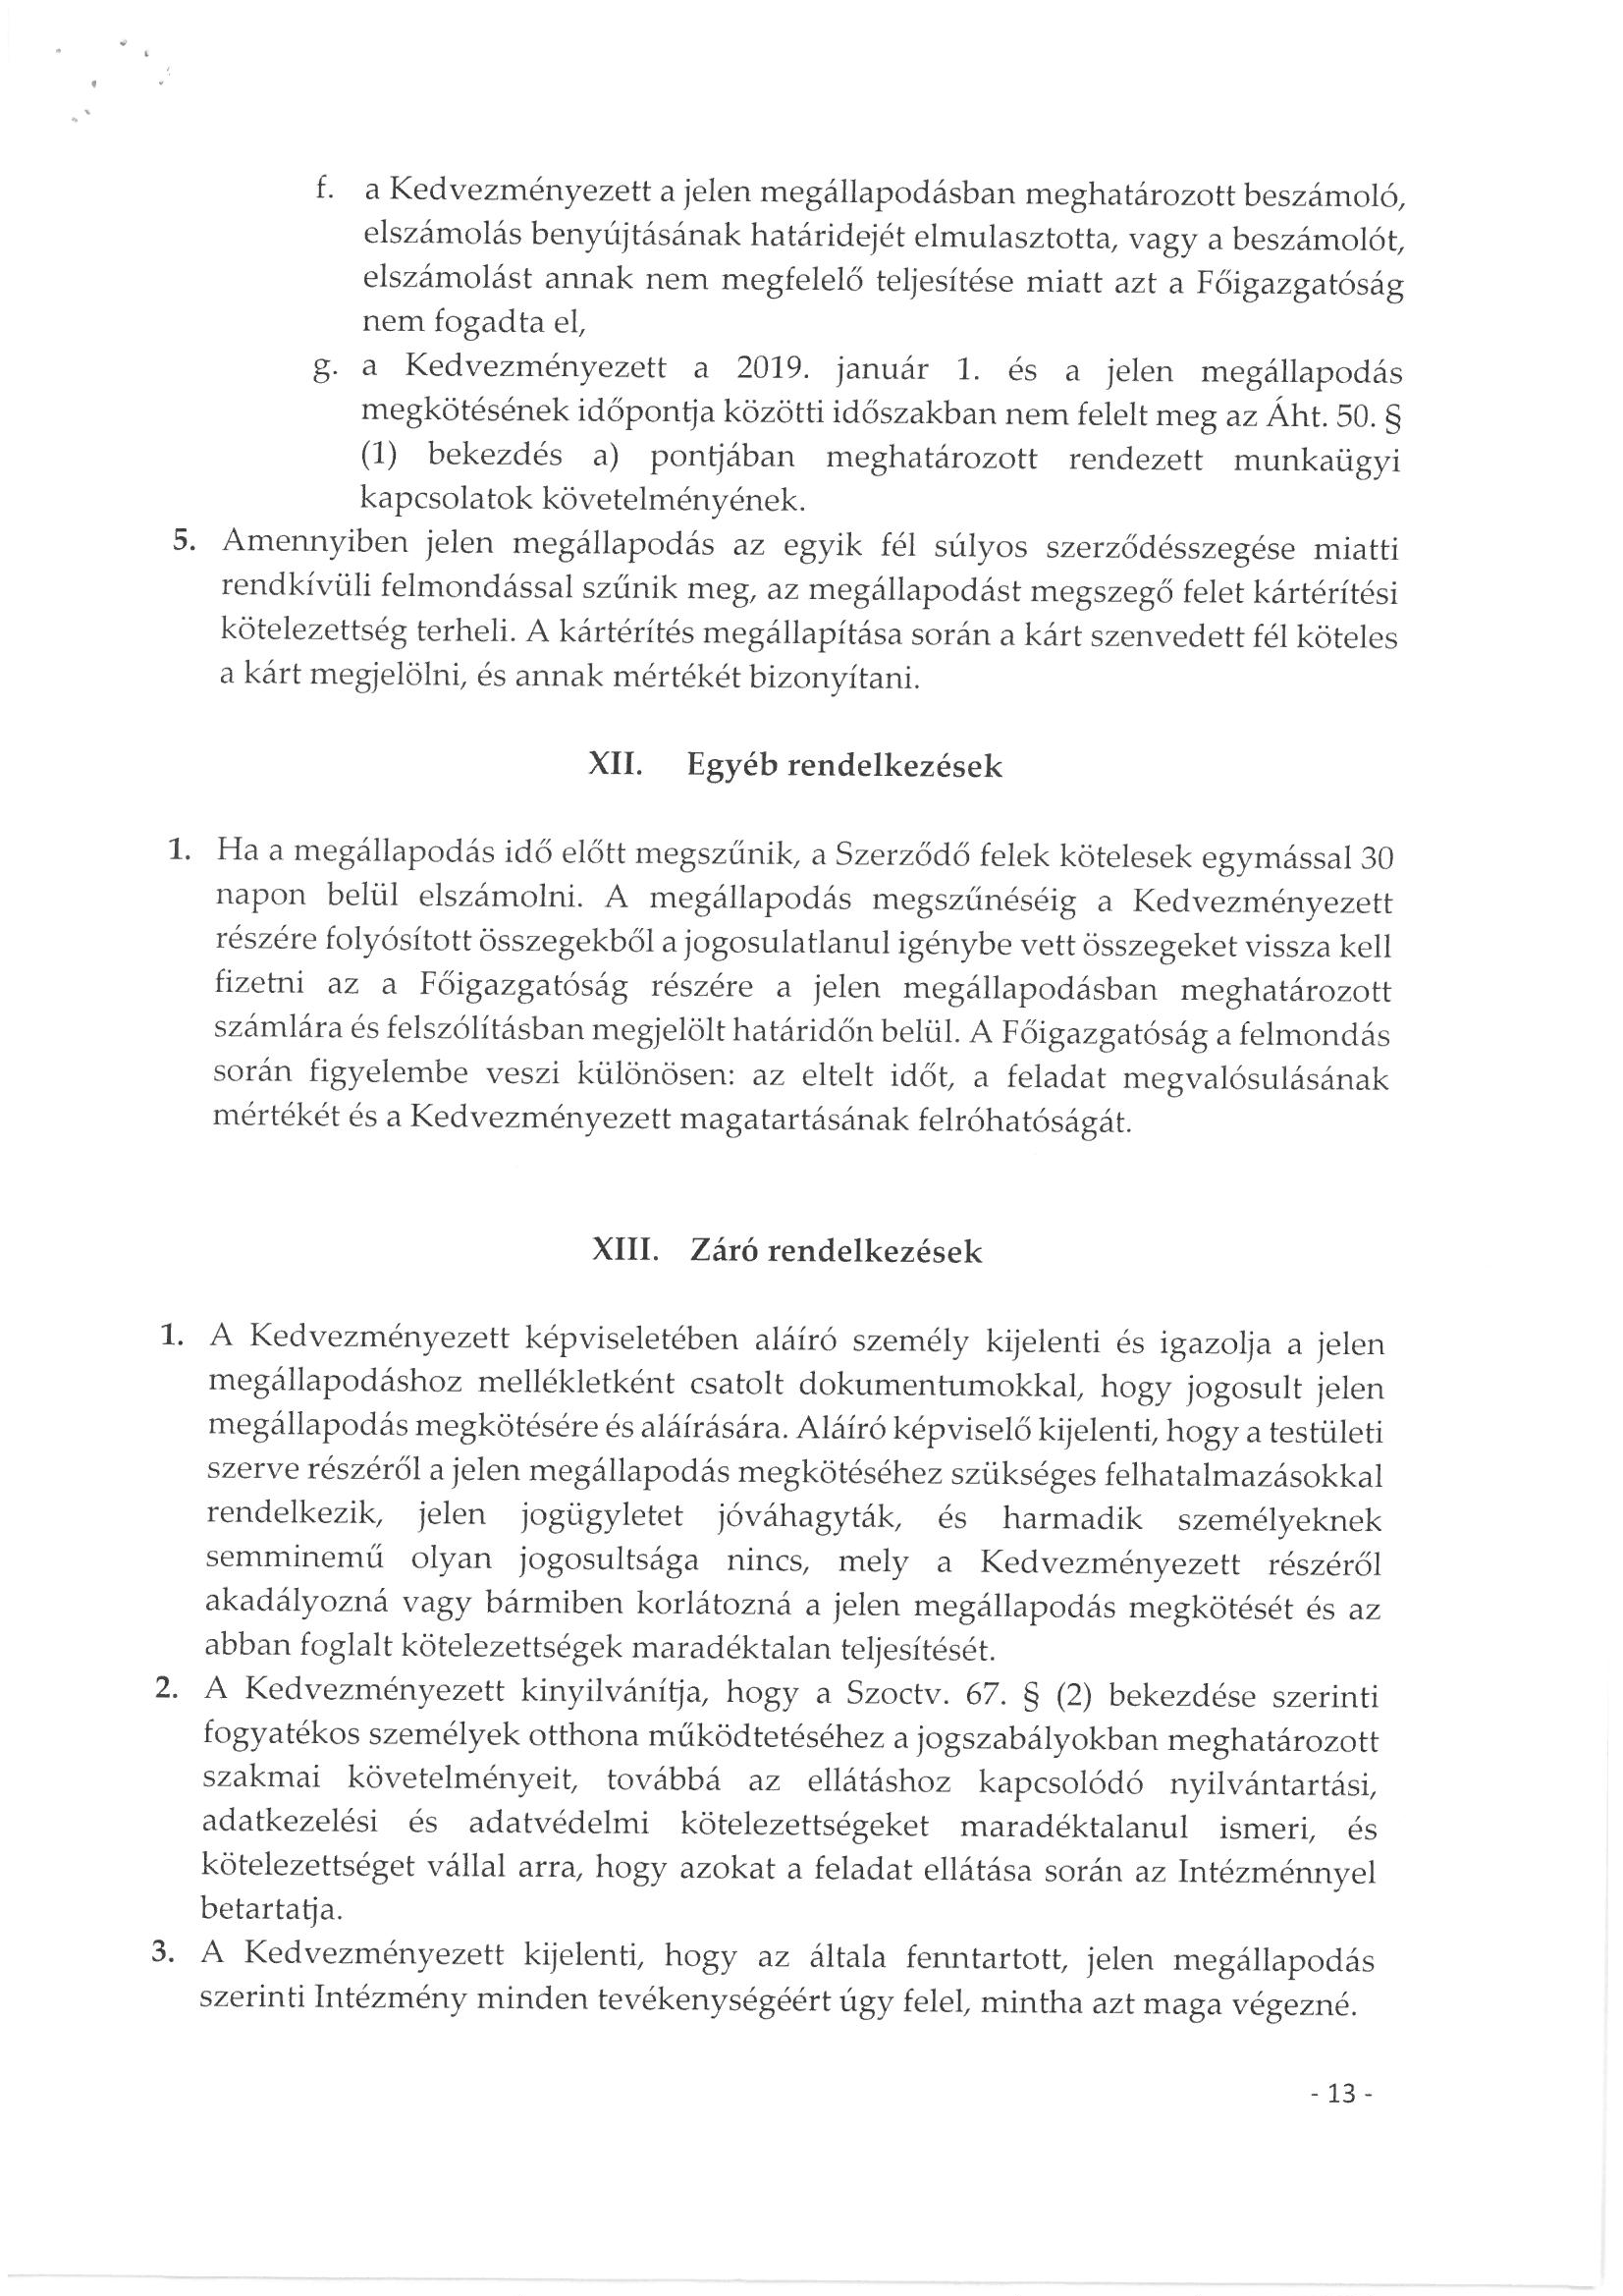 f. a Kedvezményezett a jelen megállapodásban meghatározott beszámoló,
elszámolás benyújtásának határidejét elmulasztotta, vagy a beszámolót,
elszámolást annak nem megfelelő teljesítése miatt azt a Főigazgatóság
nem fogadta el,
g. a Kedvezményezett a 2019. január 1. és a jelen megállapodás
megkötésének időpontja közötti időszakban nem felelt meg az Áht. 50. §
(1) bekezdés a) pontjában meghatározott rendezett munkaügyi
kapcsolatok követelményének.
5. Amennyiben jelen megállapodás az egyik fél súlyos szerződésszegése miatti
rendkívüli felmondással szűnik meg, az megállapodást megszegő felet kártérítési
kötelezettség terheli. A kártérítés megállapítása során a kárt szenvedett fél köteles
a kárt megjelölni, és annak mértékét bizonyítani.
XII. Egyéb rendelkezések
1. Ha a megállapodás idő előtt megszűnik, a Szerződő felek kötelesek egymással 30
napon belül elszámolni. A megállapodás megszűnéséig a Kedvezményezett
részére folyósított összegekből a jogosulatlanul igénybe vett összegeket vissza kell
fizetni az a Főigazgatóság részére a jelen megállapodásban meghatározott
számlára és felszólításban megjelölt határidőn belül. A Főigazgatóság a felmondás
során figyelembe veszi különösen: az eltelt időt, a feladat megvalósulásának
mértékét és a Kedvezményezett magatartásának felróhatóságát.
XIII. Záró rendelkezések
1. A Kedvezményezett képviseletében aláíró személy kijelenti és igazolja a jelen
megállapodáshoz mellékletként csatolt dokumentumokkal, hogy jogosult jelen
megállapodás megkötésére és aláírására. Aláíró képviselő kijelenti, hogy a testületi
szerve részéről a jelen megállapodás megkötéséhez szükséges felhatalmazásokkal
rendelkezik, jelen jogügyletet jóváhagyták, és harmadik személyeknek
semminemű olyan jogosultsága nincs, mely a Kedvezményezett részéről
akadályozná vagy bármiben korlátozná a jelen megállapodás megkötését és az
abban foglalt kötelezettségek maradéktalan teljesítését.
2. A Kedvezményezett kinyilvánítja, hogy a Szoctv. 67. § (2) bekezdése szerinti
fogyatékos személyek otthona működtetéséhez a jogszabályokban meghatározott
szakmai követelményeit, továbbá az ellátáshoz kapcsolódó nyilvántartási,
adatkezelési és adatvédelmi kötelezettségeket maradéktalanul ismeri, és
kötelezettséget vállal arra, hogy azokat a feladat ellátása során az Intézménnyel
betartatja.
3. A Kedvezményezett kijelenti, hogy az általa fenntartott, jelen megállapodás
szerinti Intézmény minden tevékenységéért úgy felel, mintha azt maga végezné.
- 13 -